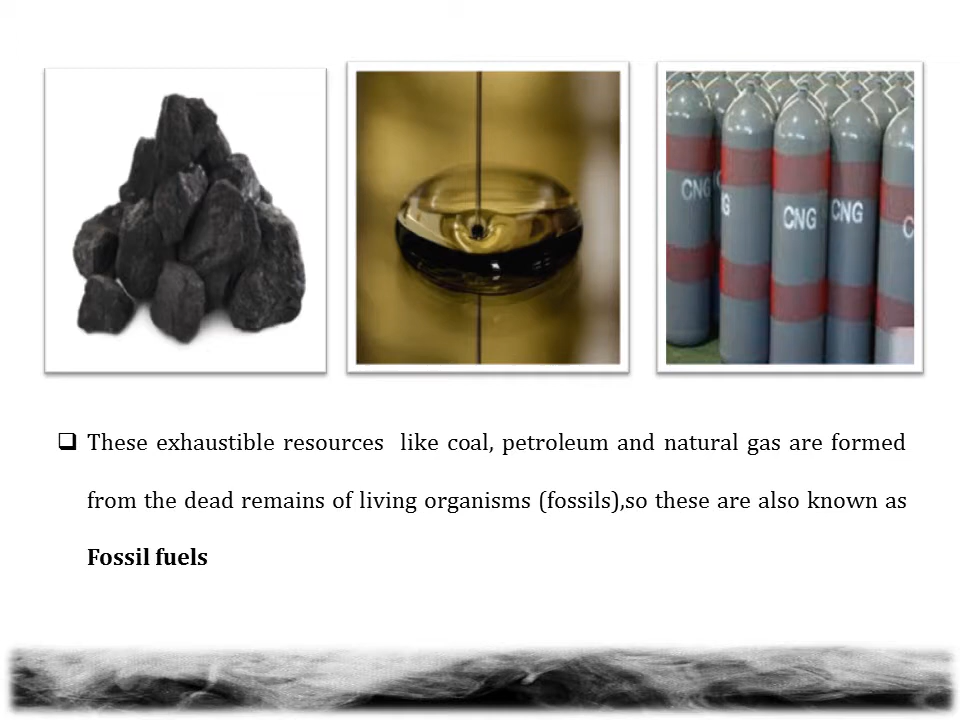 CNG
CNG
CNG
These exhaustible resources  like coal, petroleum and natural gas are formed
from the dead remains of living organisms (fossils),so these are also known as
Fossil fuels